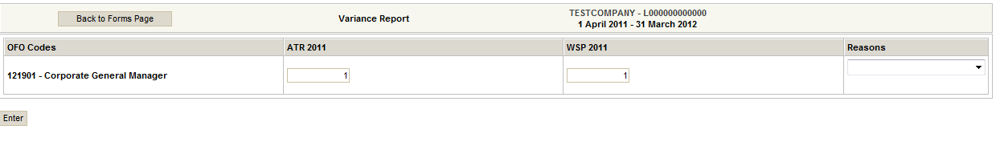 Back to Forms Page
Variance Report
TESTCOMPANY - L000000000000
1 April 2011 - 31 March 2012
OFO Codes ATR 2011 WSP 2011 Reasons
121901 - Corporate General Manager 1 1
Enter